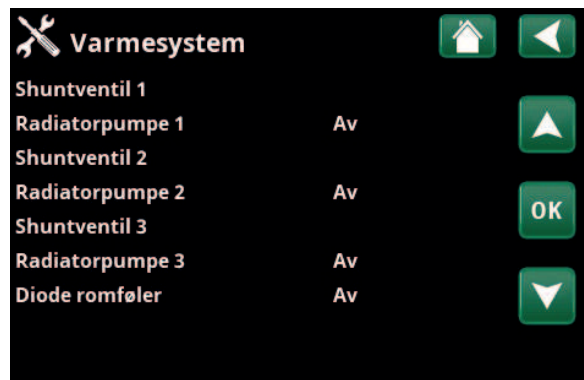 Varmesystem
Shuntventil 1
Radiatorpumpe 1 Av
Shuntventil 2
Radiatorpumpe 2 Av
OK
Shuntventil 3
Radiatorpumpe 3 Av
Diode romføler Av